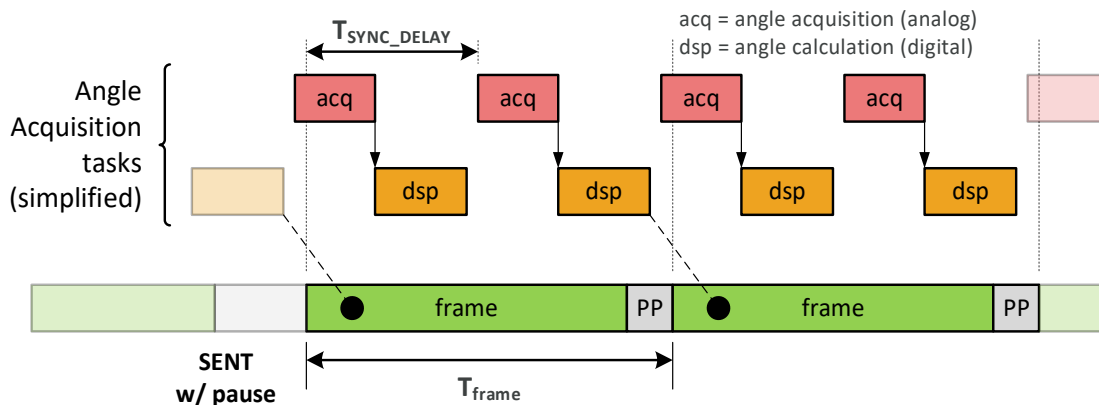 acq = angle acquisition (analog)
dsp = angle calculation (digital)
TSYNC_DELAY
Angle
Acquisition
tasks
(simplified)
acq
acq
acq
acq
dsp
dsp
dsp
dsp
frame
PP
frame
PP
SENT
w/ pause
Tframe